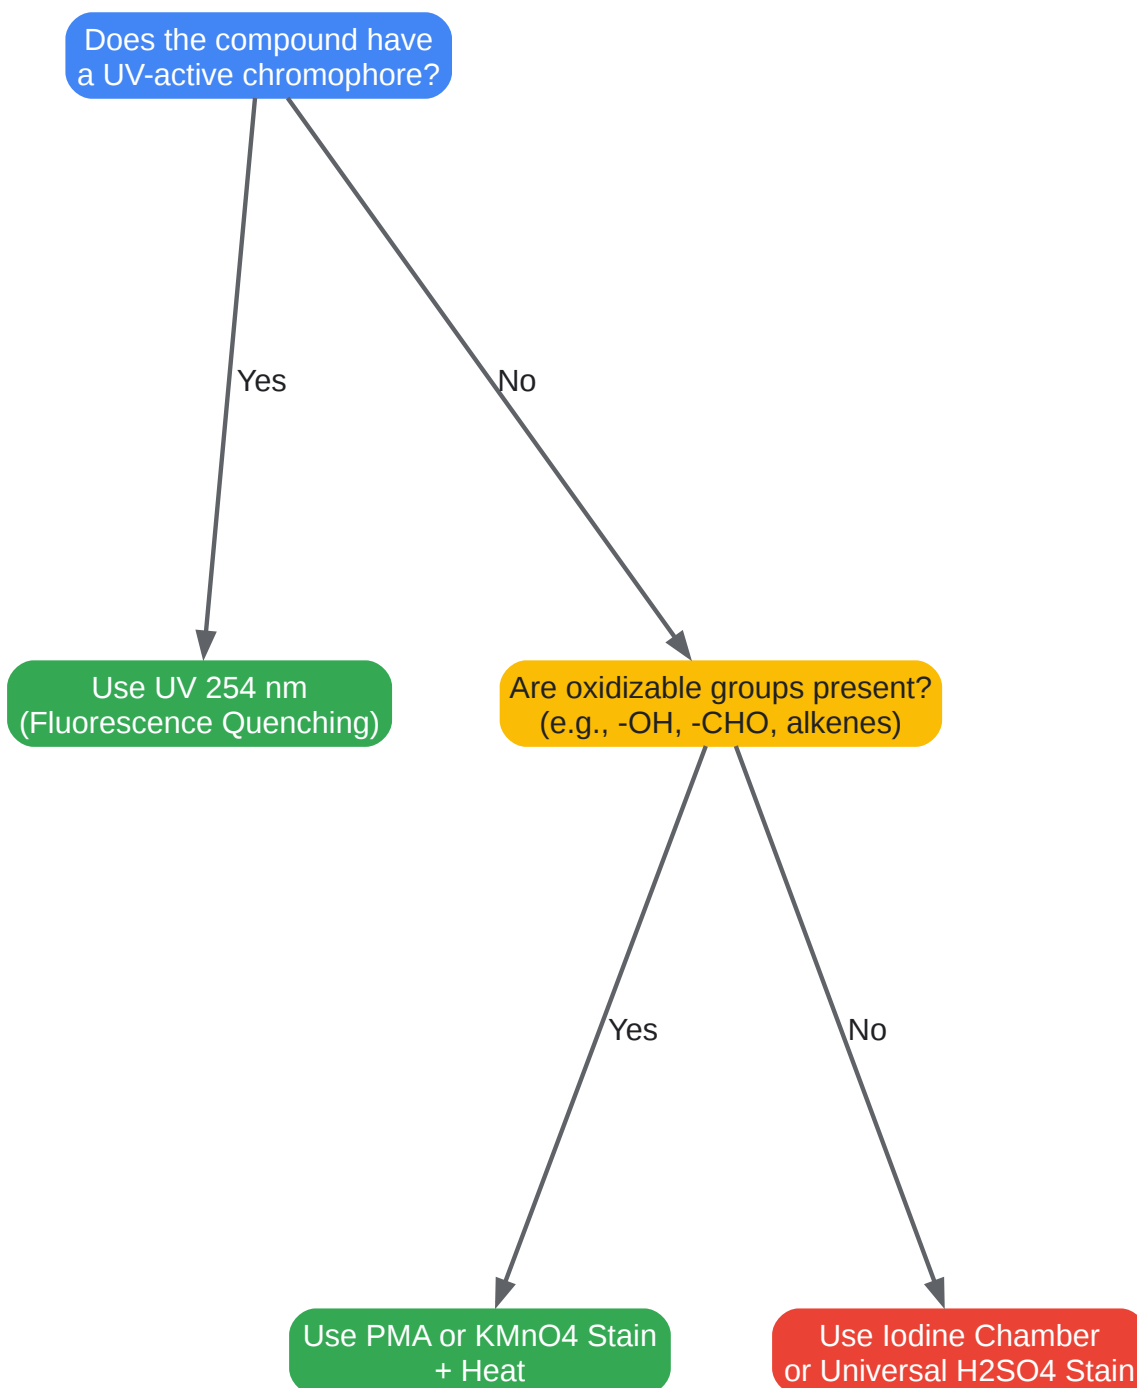 Does the compound have
a UV-active chromophore?
Yes
No
Use UV 254 nm
(Fluorescence Quenching)
Are oxidizable groups present?
(e.g., -OH, -CHO, alkenes)
Yes
No
Use PMA or KMnO4 Stain
+ Heat
Use Iodine Chamber
or Universal H2SO4 Stain